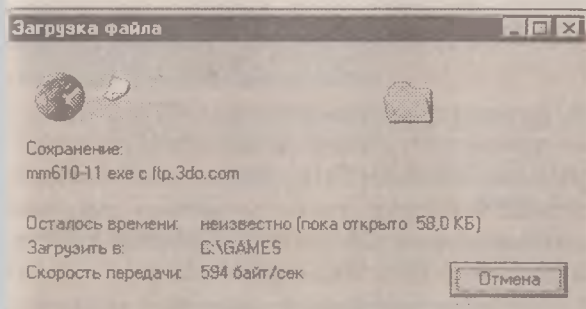 Загрузка файла
Сохранение:
mm610-11 exe с ftp.3do.com
Осталось времени: неизвестно (пока открыто 58,0 КБ)
Загрузить в: C:\GAMES
Скорость передачи: 594 байт/сек
Отмена